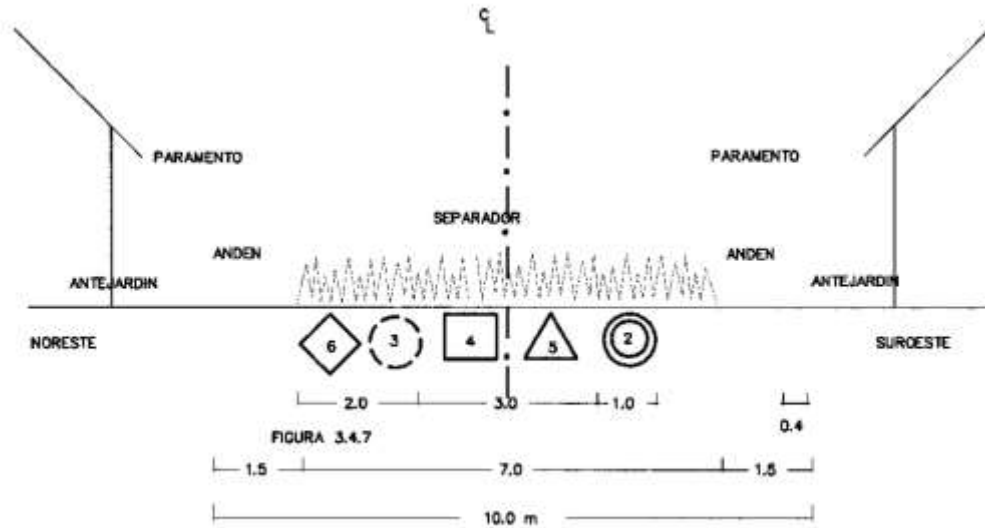 ℄
PARAMENTO PARAMENTO
SEPARADOR
ANDEN ANDEN
ANTEJARDIN ANTEJARDIN
NORESTE 6 3 4 5 2 SUROESTE
2.0 3.0 1.0 0.4
FIGURA 3.4.7
1.5 7.0 1.5
10.0 m